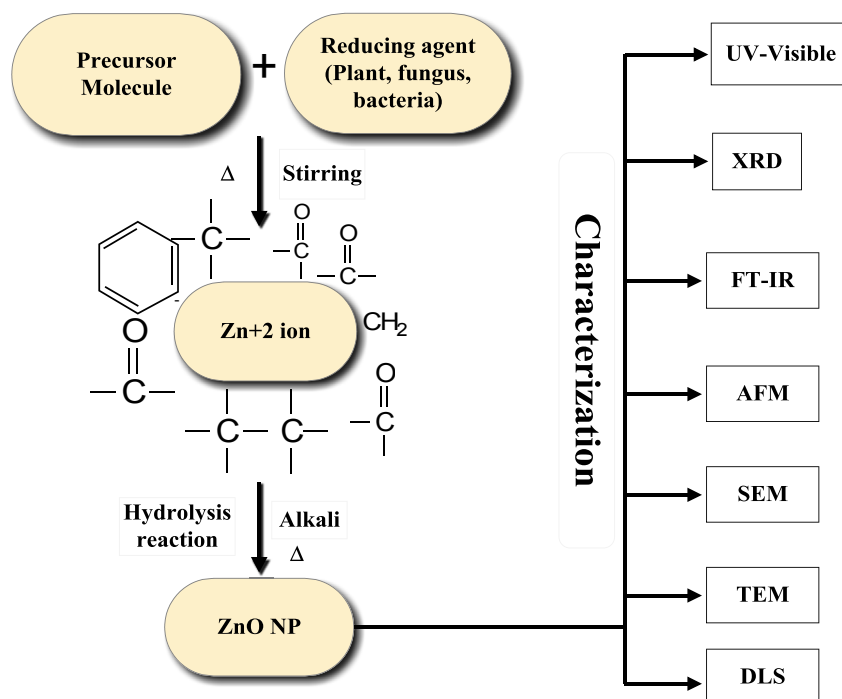 Precursor
Molecule
+
Reducing agent
(Plant, fungus,
bacteria)
Δ
Stirring
C
O
C
O
C
Zn+2 ion
CH2
O
C
O
C
C
C
Hydrolysis
reaction
Alkali
Δ
ZnO NP
Characterization
UV-Visible
XRD
FT-IR
AFM
SEM
TEM
DLS